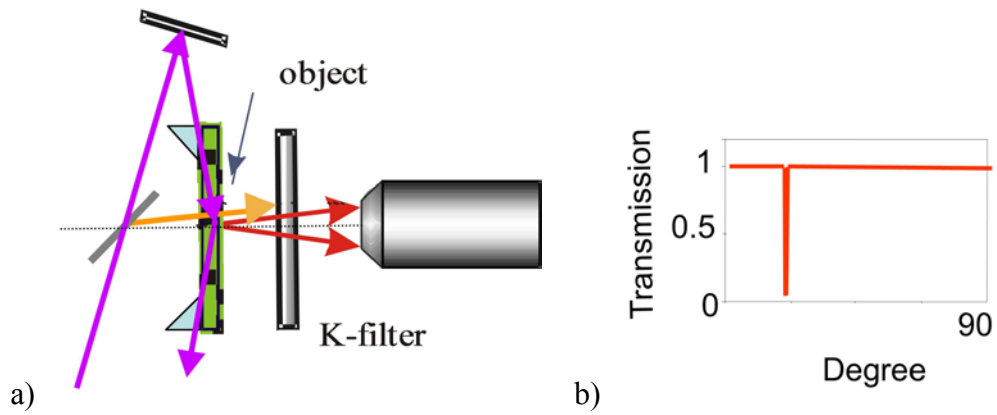 object
K-filter
a)
Transmission
1
0.5
0
90
Degree
b)